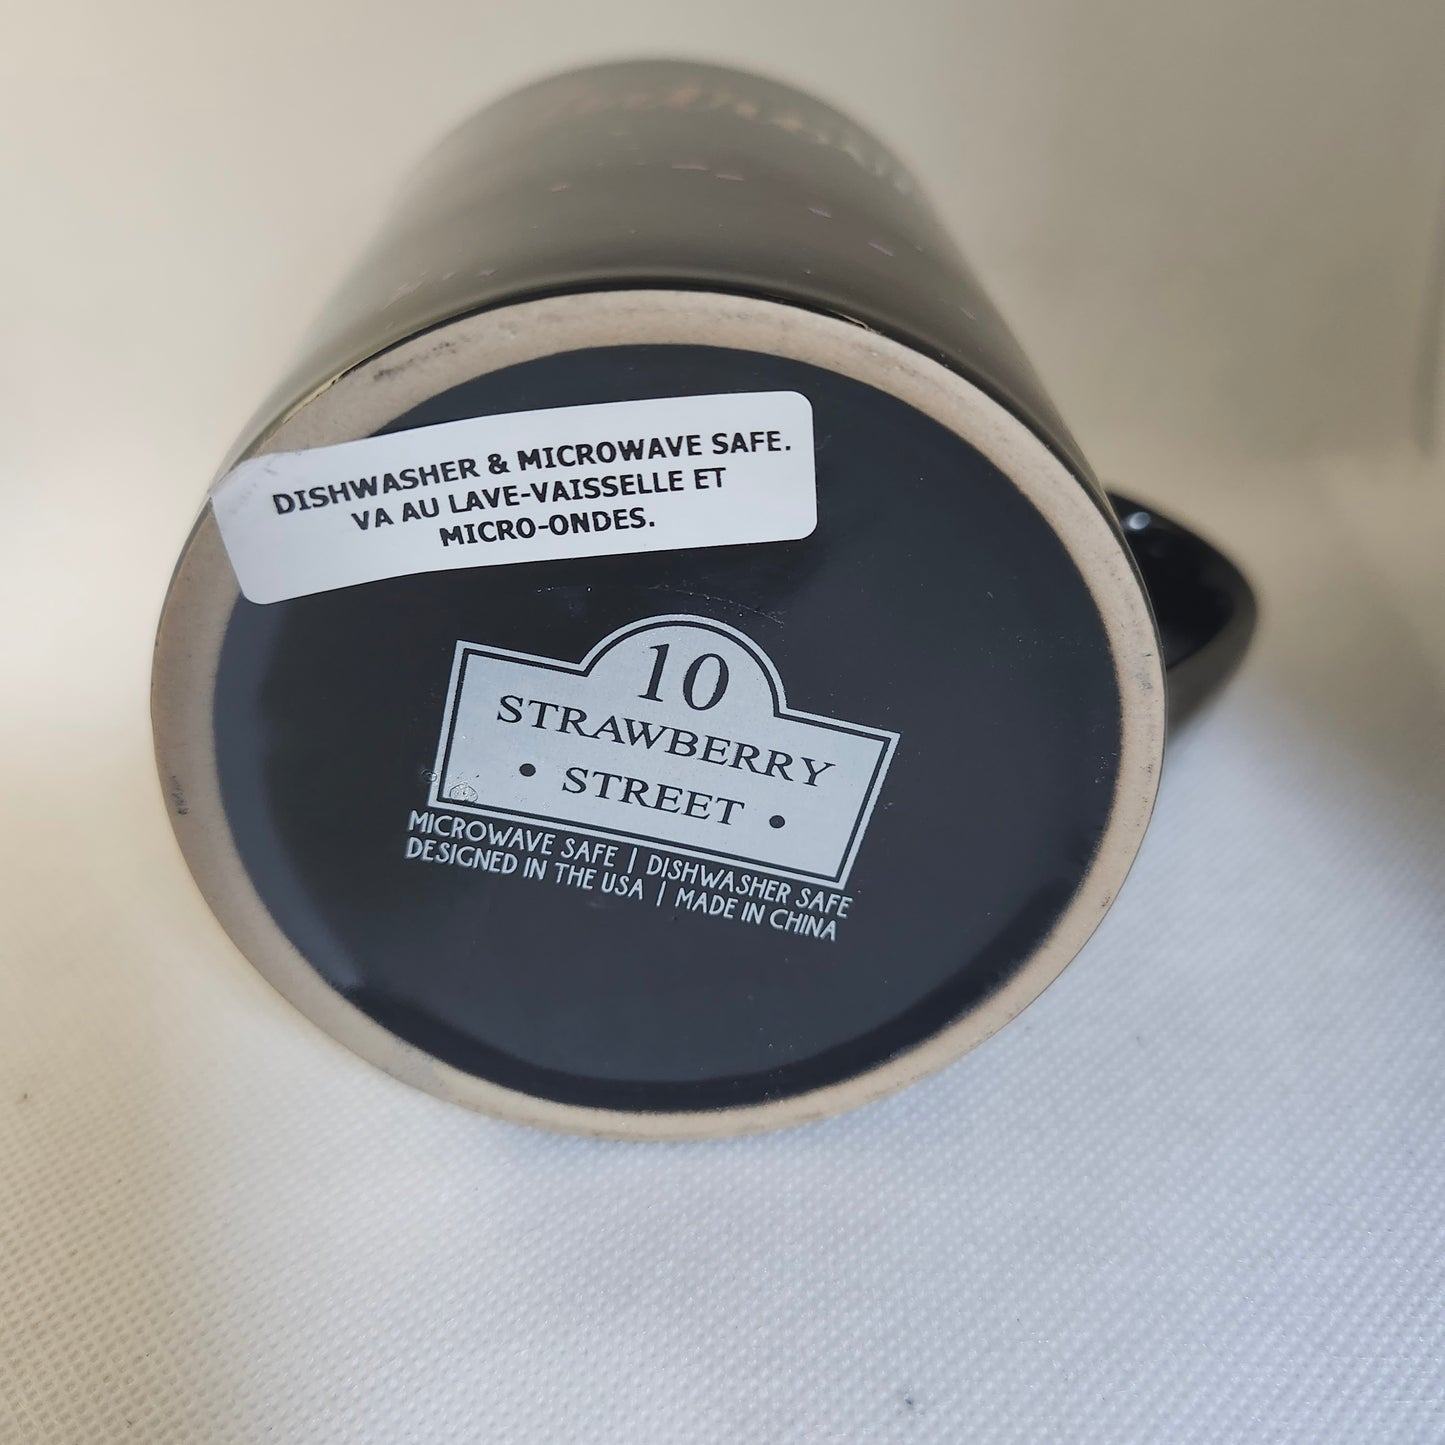 DISHWASHER & MICROWAVE SAFE.
VA AU LAVE-VAISSELLE ET
MICRO-ONDES.
10
STRAWBERRY
• STREET •
MICROWAVE SAFE | DISHWASHER SAFE
DESIGNED IN THE USA | MADE IN CHINA